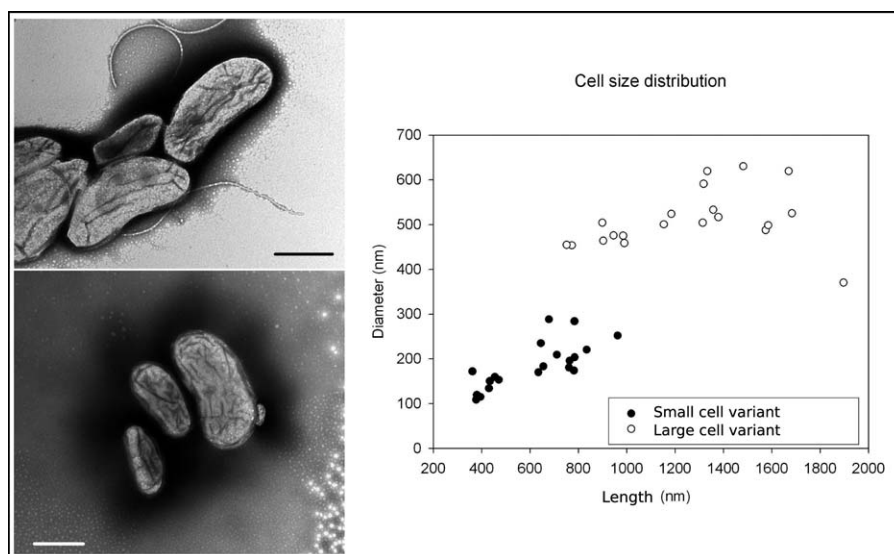 Cell size distribution
700
600
500
400
300
200
100
0
Diameter (nm)
Small cell variant
Large cell variant
200 400 600 800 1000 1200 1400 1600 1800 2000
Length (nm)